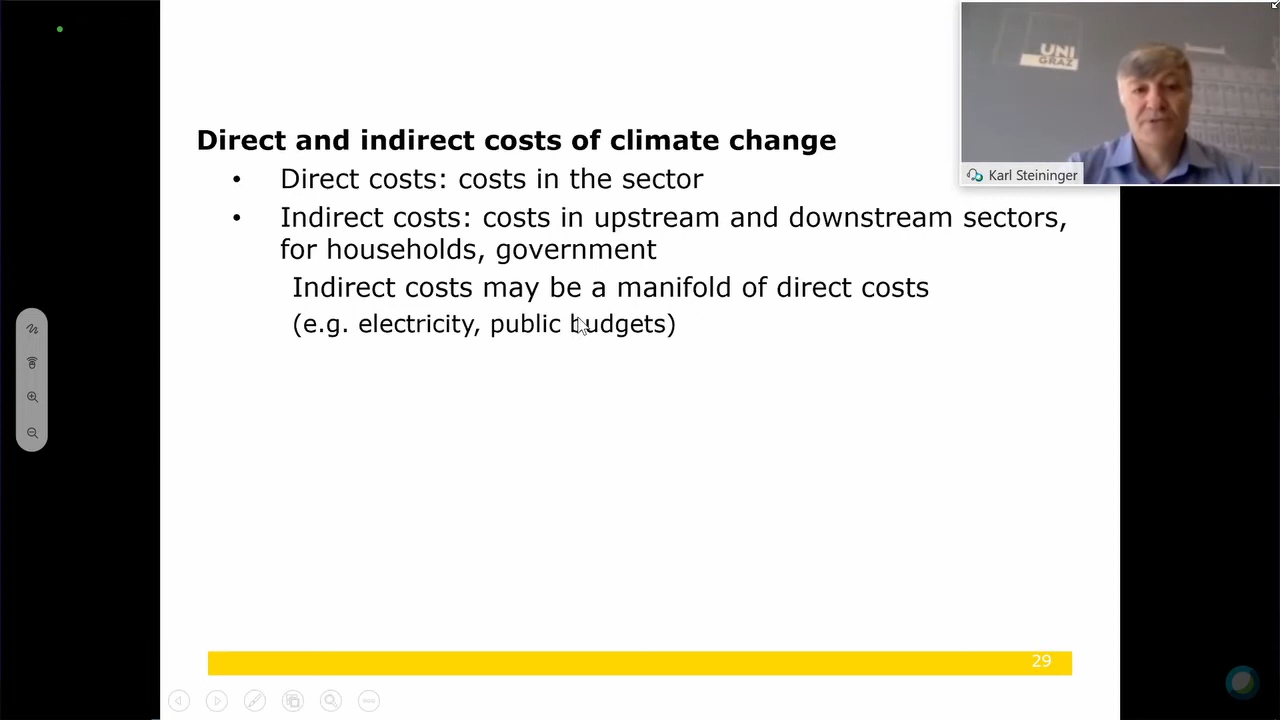 UNI
GRAZ
Karl Steininger
Direct and indirect costs of climate change
• Direct costs: costs in the sector
• Indirect costs: costs in upstream and downstream sectors,
for households, government
Indirect costs may be a manifold of direct costs
(e.g. electricity, public budgets)
29